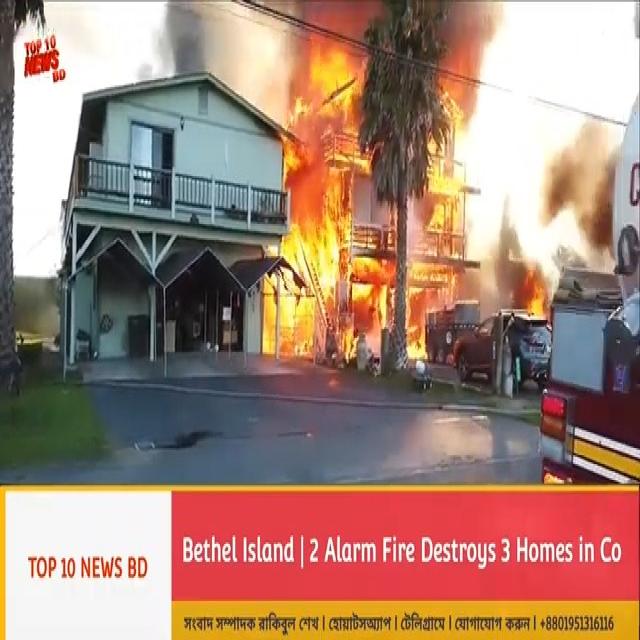 TOP 10
NEWS
BD
C
TOP 10 NEWS BD
Bethel Island | 2 Alarm Fire Destroys 3 Homes in Co
সংবাদ সম্পাদক রাকিবুল শেখ | হোয়াটসঅ্যাপ | টেলিগ্রামে | যোগাযোগ করুন | +8801951316116